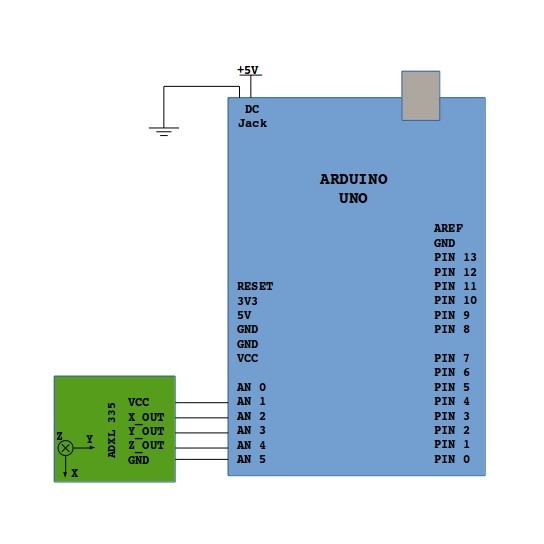 +5V
DC
Jack
ARDUINO
UNO
AREF
GND
PIN 13
PIN 12
PIN 11
PIN 10
PIN 9
PIN 8
PIN 7
PIN 6
PIN 5
PIN 4
PIN 3
PIN 2
PIN 1
PIN 0
RESET
3V3
5V
GND
GND
VCC
AN 0
AN 1
AN 2
AN 3
AN 4
AN 5
VCC
X_OUT
Y_OUT
Z_OUT
GND
ADXL 335
Z
Y
X